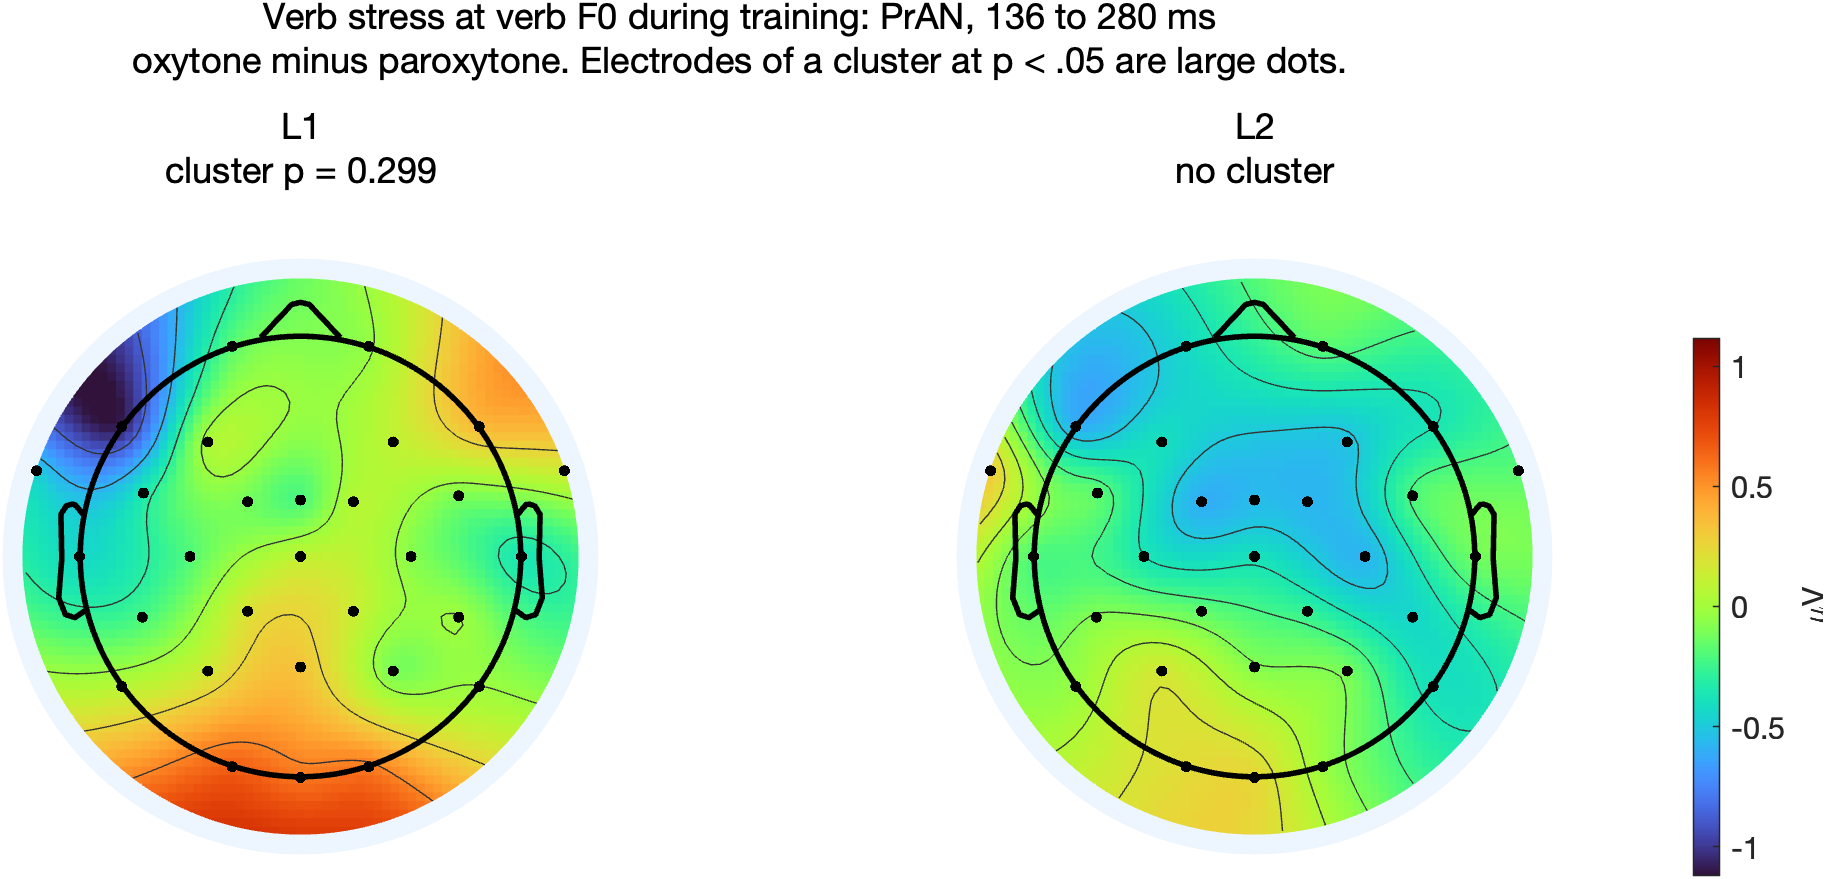 Verb stress at verb F0 during training: PrAN, 136 to 280 ms
oxytone minus paroxytone. Electrodes of a cluster at p < .05 are large dots.
L1
cluster p = 0.299
L2
no cluster
1
0.5
0
-0.5
-1
μV